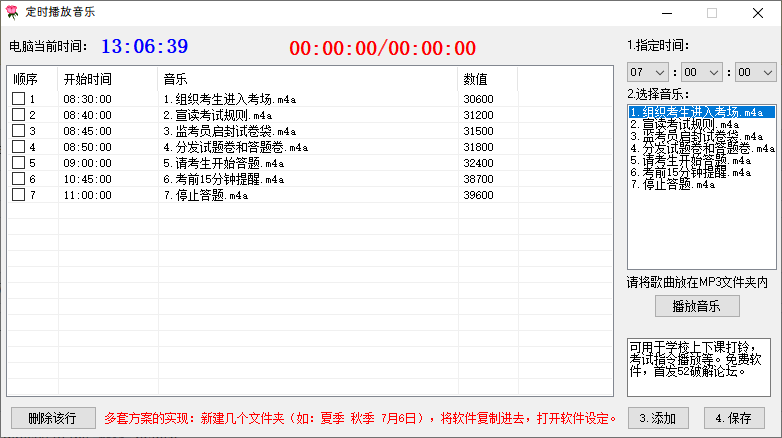 定时播放音乐
电脑当前时间： 13:06:39 00:00:00/00:00:00
顺序 开始时间 音乐 数值
1 08:30:00 1.组织考生进入考场.m4a 30600
2 08:40:00 2.宣读考试规则.m4a 31200
3 08:45:00 3.监考员启封试卷袋.m4a 31500
4 08:50:00 4.分发试题卷和答题卷.m4a 31800
5 09:00:00 5.请考生开始答题.m4a 32400
6 10:45:00 6.考前15分钟提醒.m4a 38700
7 11:00:00 7.停止答题.m4a 39600
1.指定时间：
07 : 00 : 00
2.选择音乐：
1.组织考生进入考场.m4a
2.宣读考试规则.m4a
3.监考员启封试卷袋.m4a
4.分发试题卷和答题卷.m4a
5.请考生开始答题.m4a
6.考前15分钟提醒.m4a
7.停止答题.m4a
请将歌曲放在MP3文件夹内
播放音乐
可用于学校上下课打铃，
考试指令播放等。免费软
件，首发52破解论坛。
删除该行 多套方案的实现：新建几个文件夹（如：夏季 秋季 7月6日），将软件复制进去，打开软件设定。 3.添加 4.保存